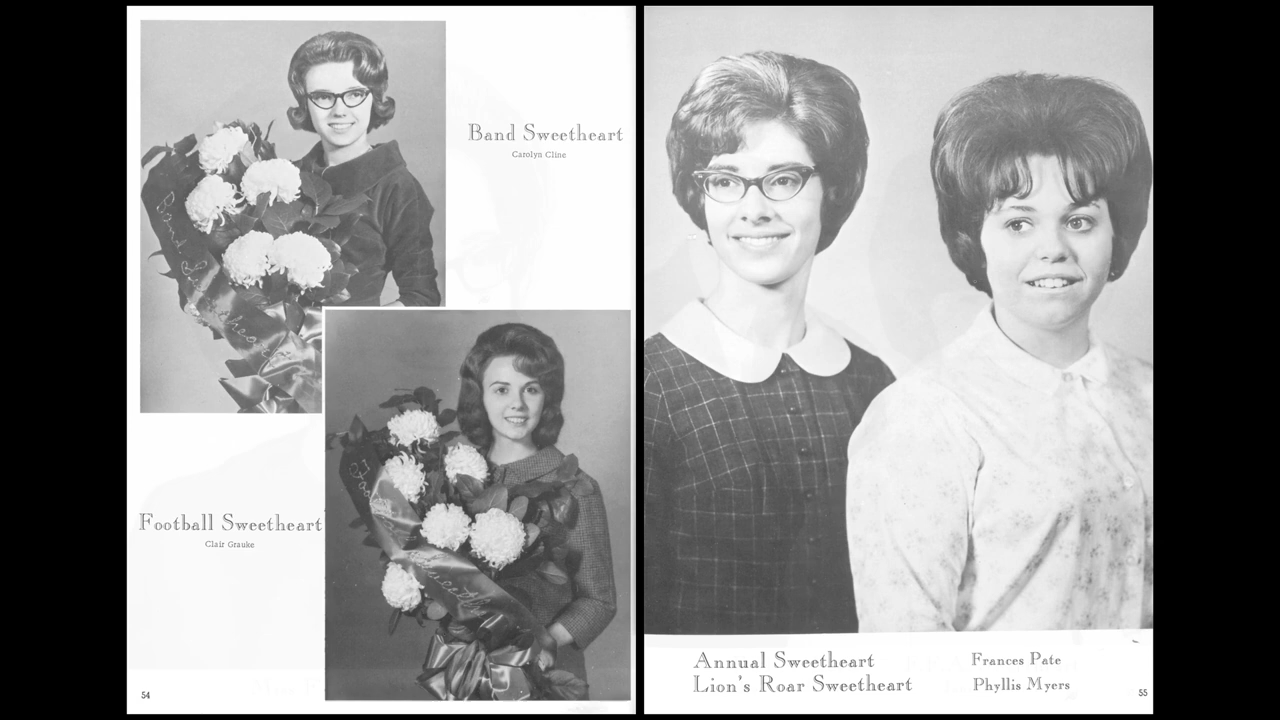 Band Sweetheart
Carolyn Cline
Football Sweetheart
Clair Grauke
54
Annual Sweetheart
Frances Pate
Lion's Roar Sweetheart
Phyllis Myers
55